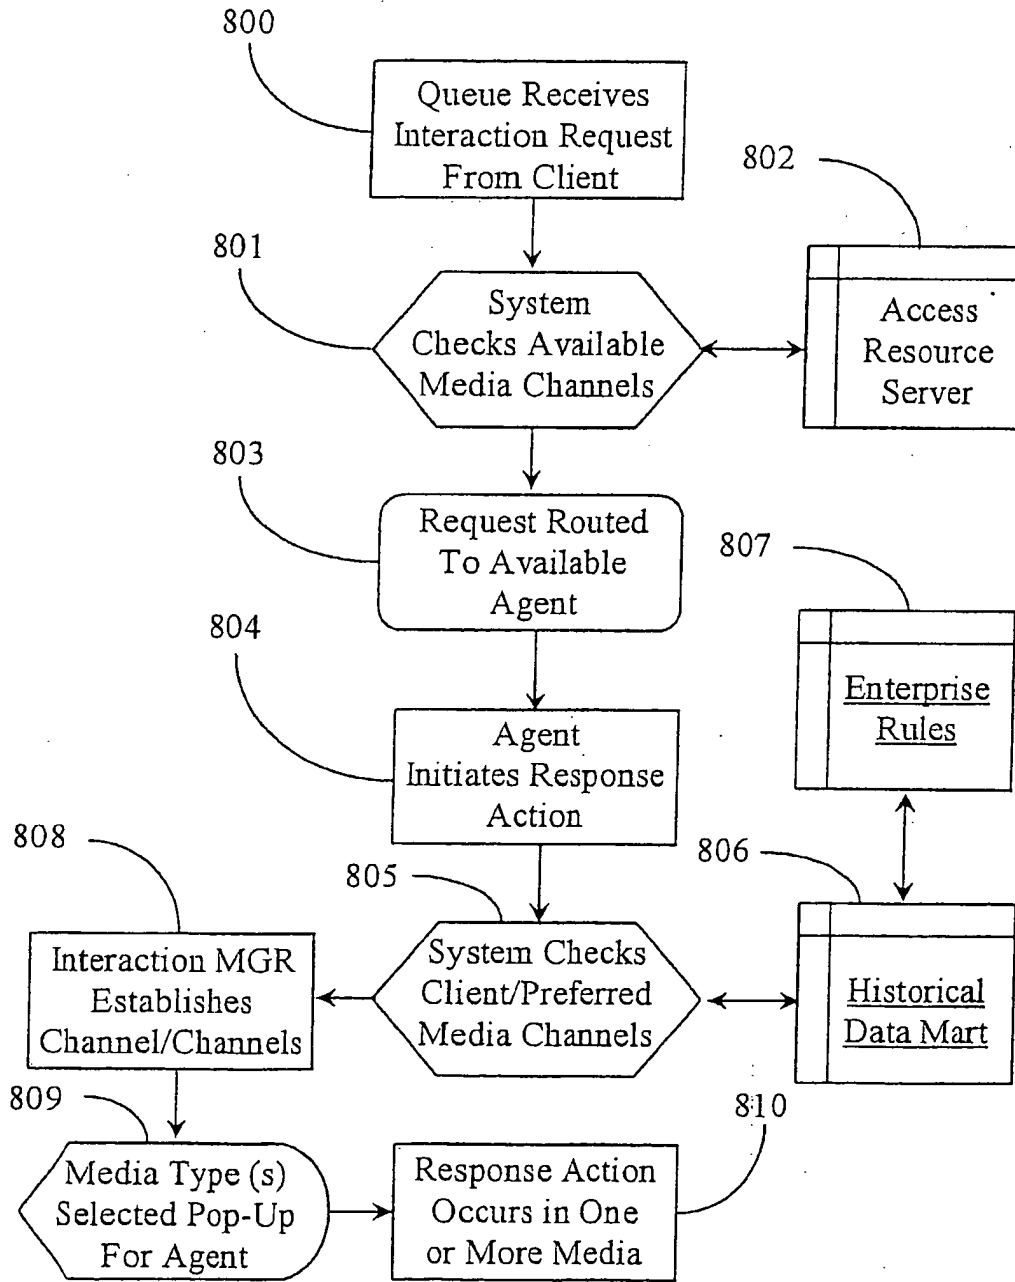 800
Queue Receives
Interaction Request
From Client
802
801
System
Checks Available
Media Channels
Access
Resource
Server
803
Request Routed
To Available
Agent
807
804
Enterprise
Rules
Agent
Initiates Response
Action
808
805
806
Interaction MGR
Establishes
Channel/Channels
System Checks
Client/Preferred
Media Channels
Historical
Data Mart
809
810
Media Type (s)
Selected Pop-Up
For Agent
Response Action
Occurs in One
or More Media